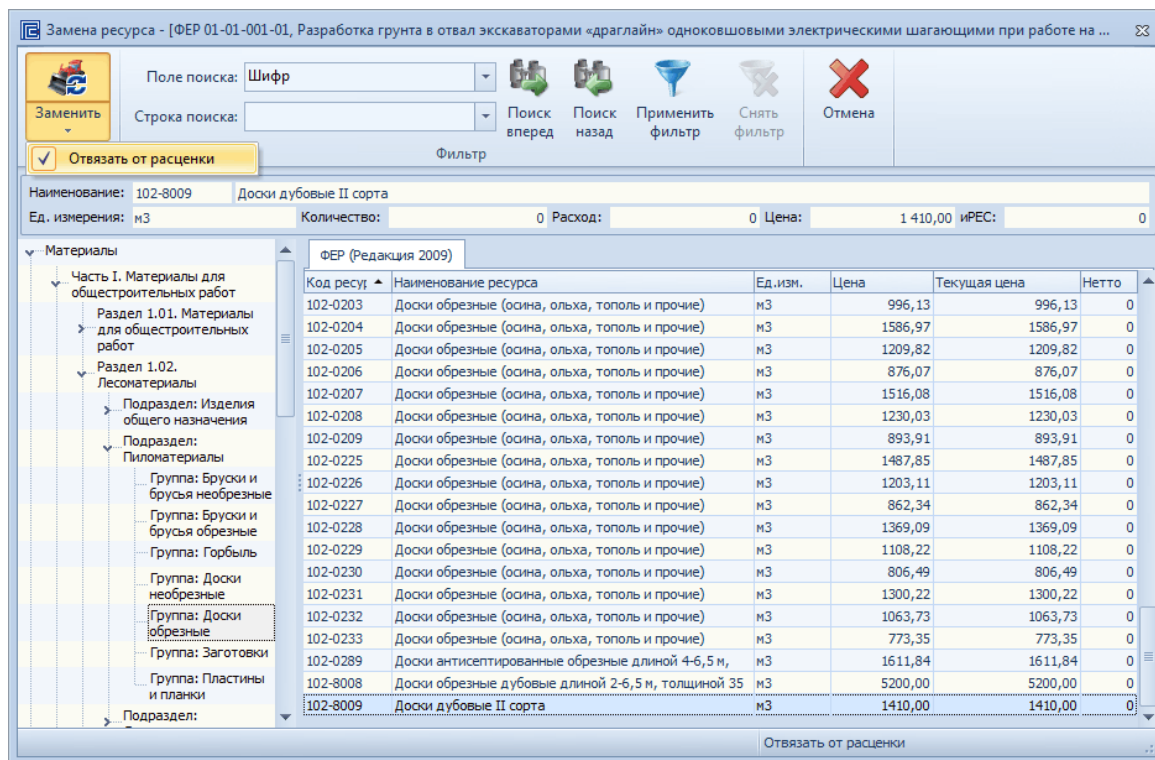 Замена ресурса - [ФЕР 01-01-001-01, Разработка грунта в отвал экскаваторами «драглайн» одноковшовыми электрическими шагающими при работе на ...
Заменить
Поле поиска: Шифр
Строка поиска:
Поиск вперед
Поиск назад
Применить фильтр
Снять фильтр
Отмена
Отвязать от расценки
Фильтр
Наименование: 102-8009 Доски дубовые II сорта
Ед. измерения: м3 Количество: 0 Расход: 0 Цена: 1 410,00 иРЕС: 0
Материалы
Часть I. Материалы для
общестроительных работ
Раздел 1.01. Материалы
для общестроительных
работ
Раздел 1.02.
Лесоматериалы
Подраздел: Изделия
общего назначения
Подраздел:
Пиломатериалы
Группа: Бруски и
брусья необрезные
Группа: Бруски и
брусья обрезные
Группа: Горбыль
Группа: Доски
необрезные
Группа: Доски
обрезные
Группа: Заготовки
Группа: Пластины
и планки
Подраздел:
ФЕР (Редакция 2009)
Код ресур Наименование ресурса Ед.изм. Цена Текущая цена Нетто
102-0203 Доски обрезные (осина, ольха, тополь и прочие) м3 996,13 996,13 0
102-0204 Доски обрезные (осина, ольха, тополь и прочие) м3 1586,97 1586,97 0
102-0205 Доски обрезные (осина, ольха, тополь и прочие) м3 1209,82 1209,82 0
102-0206 Доски обрезные (осина, ольха, тополь и прочие) м3 876,07 876,07 0
102-0207 Доски обрезные (осина, ольха, тополь и прочие) м3 1516,08 1516,08 0
102-0208 Доски обрезные (осина, ольха, тополь и прочие) м3 1230,03 1230,03 0
102-0209 Доски обрезные (осина, ольха, тополь и прочие) м3 893,91 893,91 0
102-0225 Доски обрезные (осина, ольха, тополь и прочие) м3 1487,85 1487,85 0
102-0226 Доски обрезные (осина, ольха, тополь и прочие) м3 1203,11 1203,11 0
102-0227 Доски обрезные (осина, ольха, тополь и прочие) м3 862,34 862,34 0
102-0228 Доски обрезные (осина, ольха, тополь и прочие) м3 1369,09 1369,09 0
102-0229 Доски обрезные (осина, ольха, тополь и прочие) м3 1108,22 1108,22 0
102-0230 Доски обрезные (осина, ольха, тополь и прочие) м3 806,49 806,49 0
102-0231 Доски обрезные (осина, ольха, тополь и прочие) м3 1300,22 1300,22 0
102-0232 Доски обрезные (осина, ольха, тополь и прочие) м3 1063,73 1063,73 0
102-0233 Доски обрезные (осина, ольха, тополь и прочие) м3 773,35 773,35 0
102-0289 Доски антисептированные обрезные длиной 4-6,5 м, м3 1611,84 1611,84 0
102-8008 Доски обрезные дубовые длиной 2-6,5 м, толщиной 35 м3 5200,00 5200,00 0
102-8009 Доски дубовые II сорта м3 1410,00 1410,00 0
Отвязать от расценки